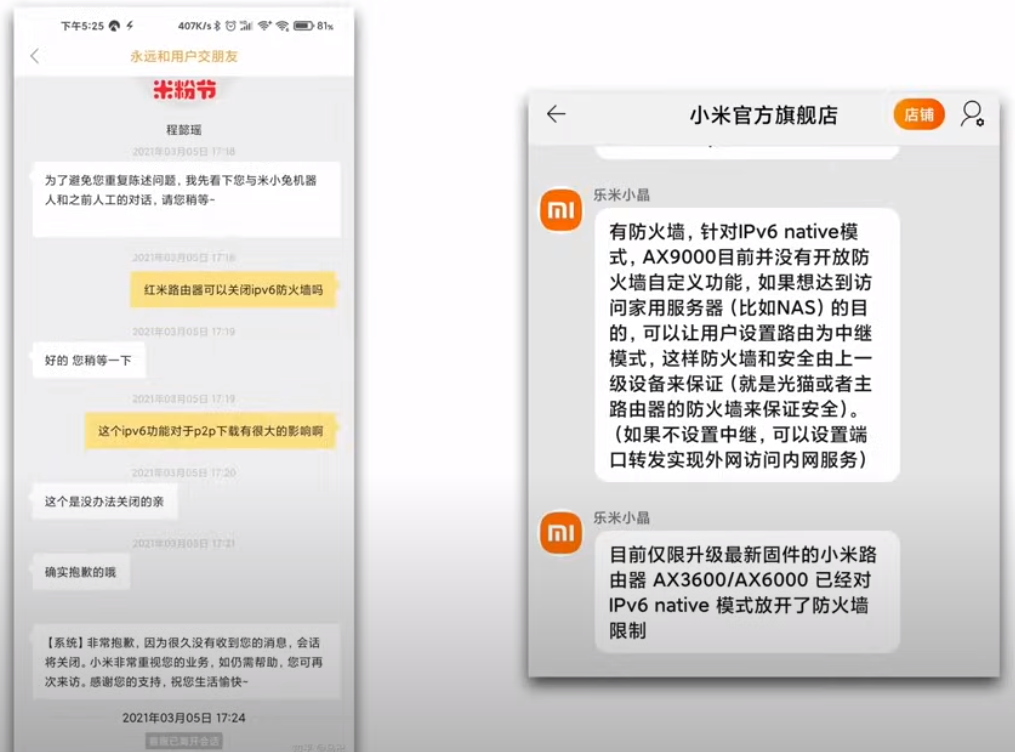 下午5:25
407K/s
81%
永远和用户交朋友
米粉节
程懿瑶
2021年03月05日 17:18
为了避免您重复陈述问题，我先看下您与米小兔机器
人和之前人工的对话，请您稍等~
2021年03月05日 17:18
红米路由器可以关闭ipv6防火墙吗
2021年03月05日 17:19
好的 您稍等一下
2021年03月05日 17:19
这个ipv6功能对于p2p下载有很大的影响啊
2021年03月05日 17:20
这个是没办法关闭的亲
2021年03月05日 17:21
确实抱歉的哦
【系统】非常抱歉，因为很久没有收到您的消息，会话
将关闭。小米非常重视您的业务，如仍需帮助，您可再
次来访。感谢您的支持，祝您生活愉快~
2021年03月05日 17:24
客服已离开会话
小米官方旗舰店
店铺
乐米小晶
有防火墙，针对IPv6 native模
式，AX9000目前并没有开放防
火墙自定义功能，如果想达到访
问家用服务器（比如NAS）的目
的，可以让用户设置路由为中继
模式，这样防火墙和安全由上一
级设备来保证（就是光猫或者主
路由器的防火墙来保证安全）。
（如果不设置中继，可以设置端
口转发实现外网访问内网服务）
乐米小晶
目前仅限升级最新固件的小米路
由器 AX3600/AX6000 已经对
IPv6 native 模式放开了防火墙
限制